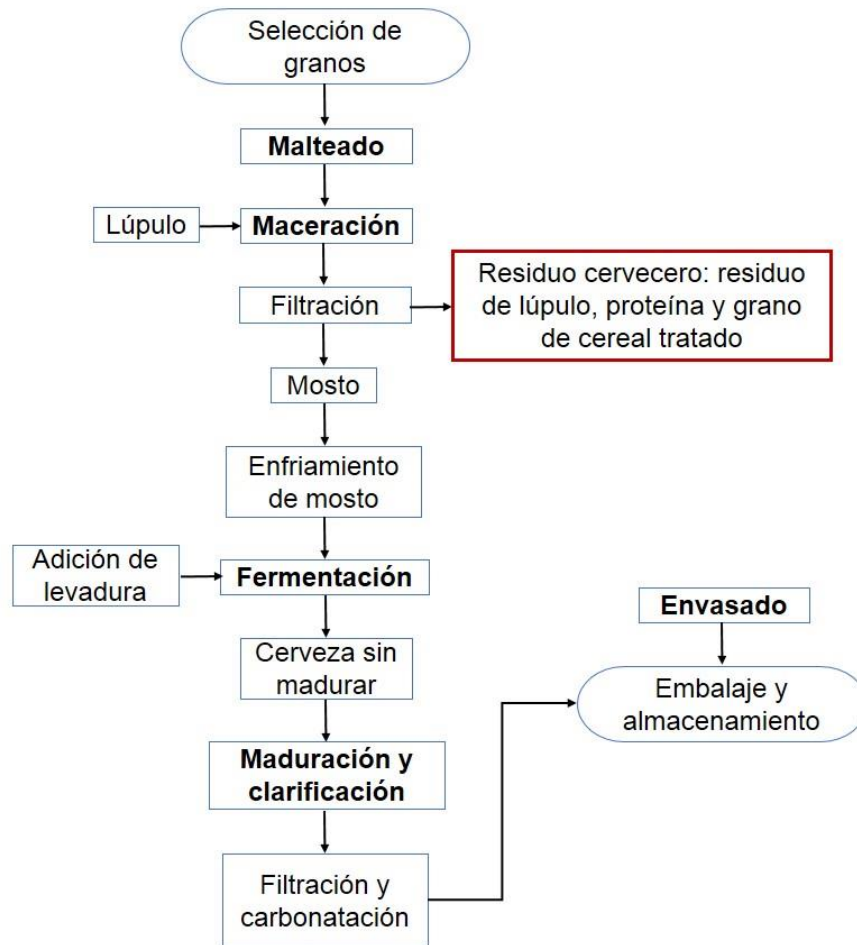 Selección de
granos
Malteado
Lúpulo
Maceración
Filtración
Residuo cervecero: residuo
de lúpulo, proteína y grano
de cereal tratado
Mosto
Enfriamiento
de mosto
Adición de
levadura
Fermentación
Cerveza sin
madurar
Maduración y
clarificación
Filtración y
carbonatación
Envasado
Embalaje y
almacenamiento